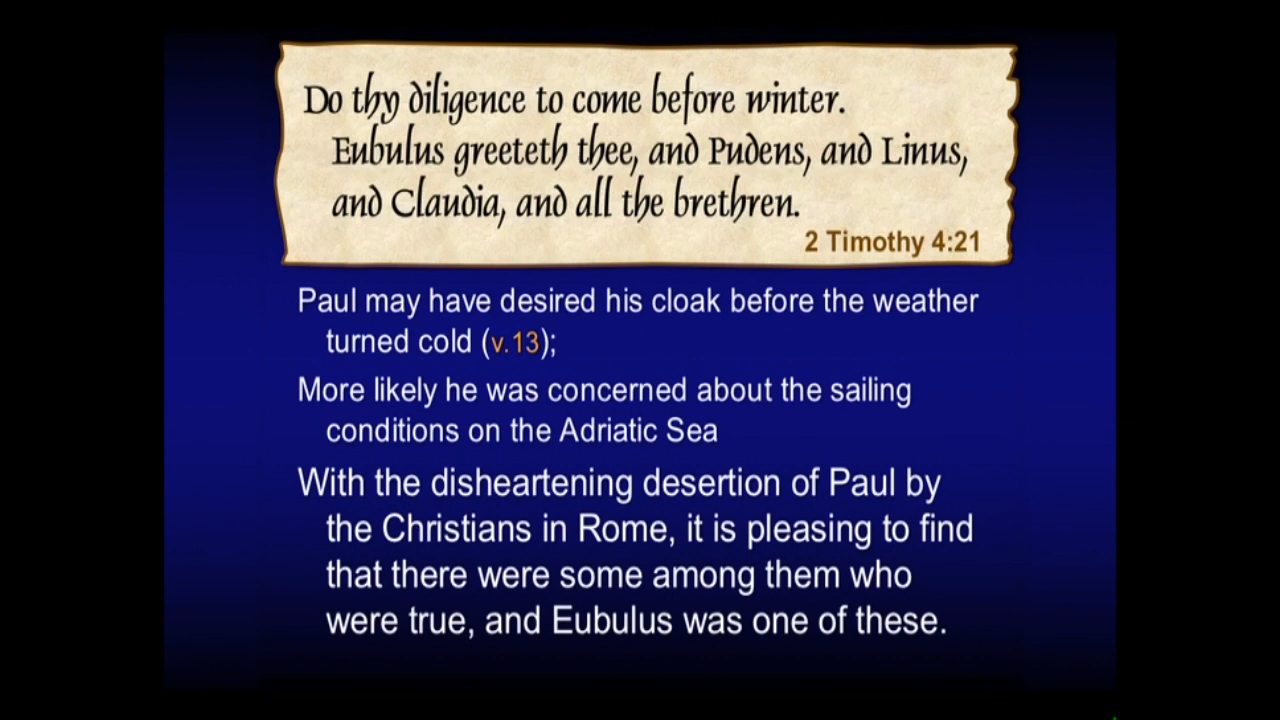 Do thy diligence to come before winter.
Eubulus greeteth thee, and Pudens, and Linus,
and Claudia, and all the brethren.
2 Timothy 4:21
Paul may have desired his cloak before the weather
turned cold (v.13);
More likely he was concerned about the sailing
conditions on the Adriatic Sea
With the disheartening desertion of Paul by
the Christians in Rome, it is pleasing to find
that there were some among them who
were true, and Eubulus was one of these.